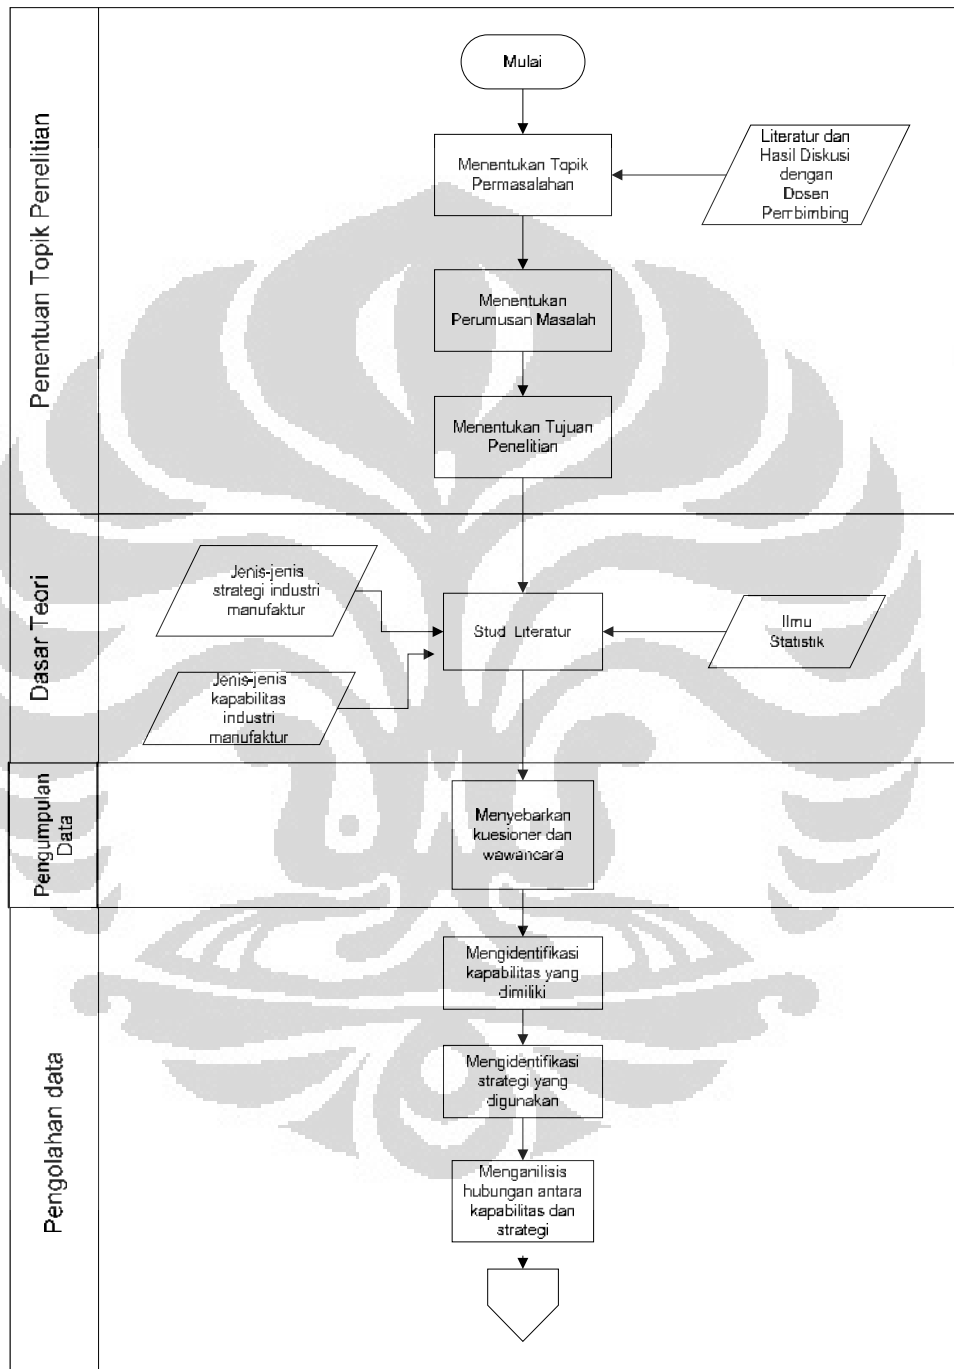 Penentuan Topik Penelitian
Mulai
Menentukan Topik
Permasalahan
Literatur dan
Hasil Diskusi
dengan
Dosen
Pembimbing
Menentukan
Perumusan Masalah
Menentukan Tujuan
Penelitian
Dasar Teori
Jenis-jenis
strategi industri
manufaktur
Stud Literatur
Ilmu
Statistik
Jenis-jenis
kapabilitas
industri
manufaktur
Pengumpulan
Data
Menyebarkan
kuesioner dan
wawancara
Pengolahan data
Mengidentifikasi
kapabilitas yang
dimiliki
Mengidentifikasi
strategi yang
digunakan
Menganilisis
hubungan antara
kapabilitas dan
strategi